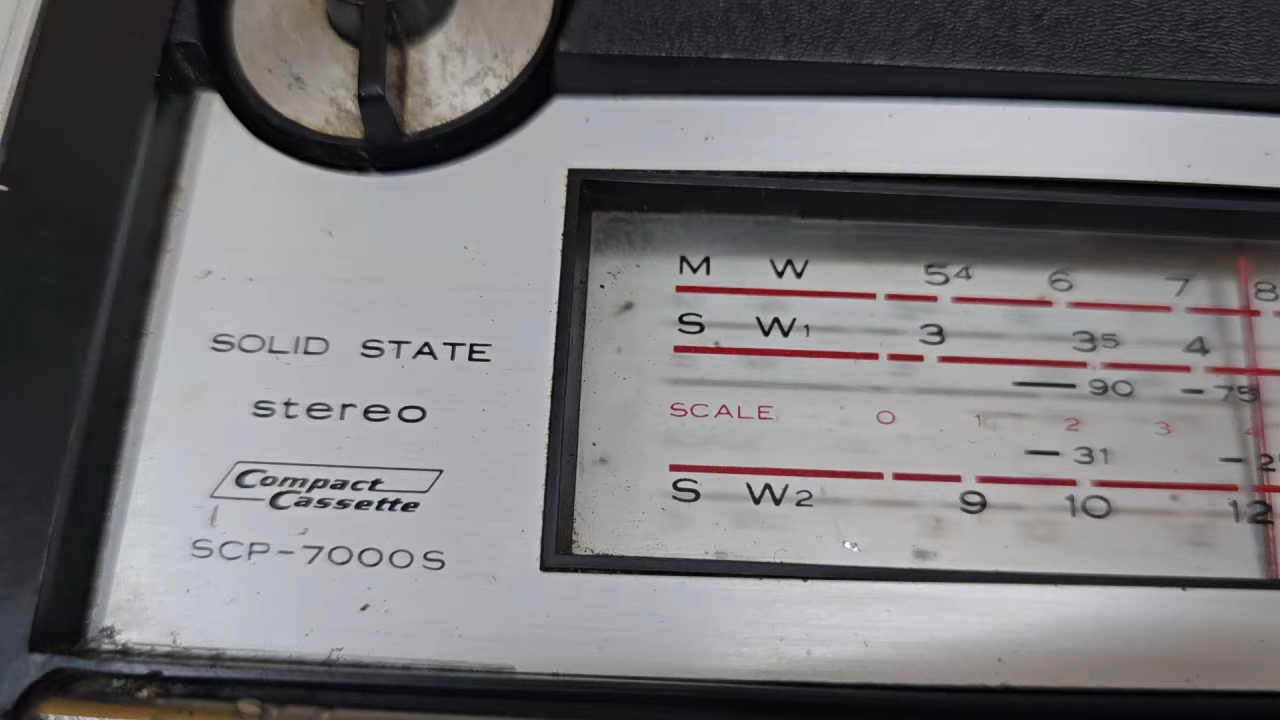 SOLID STATE
stereo
Compact
Cassette
SCP-7000S
M W 54 6 7 8
S W1 3 35 4
90 75
SCALE 0 1 2 3 4
31
S W2 9 10 12